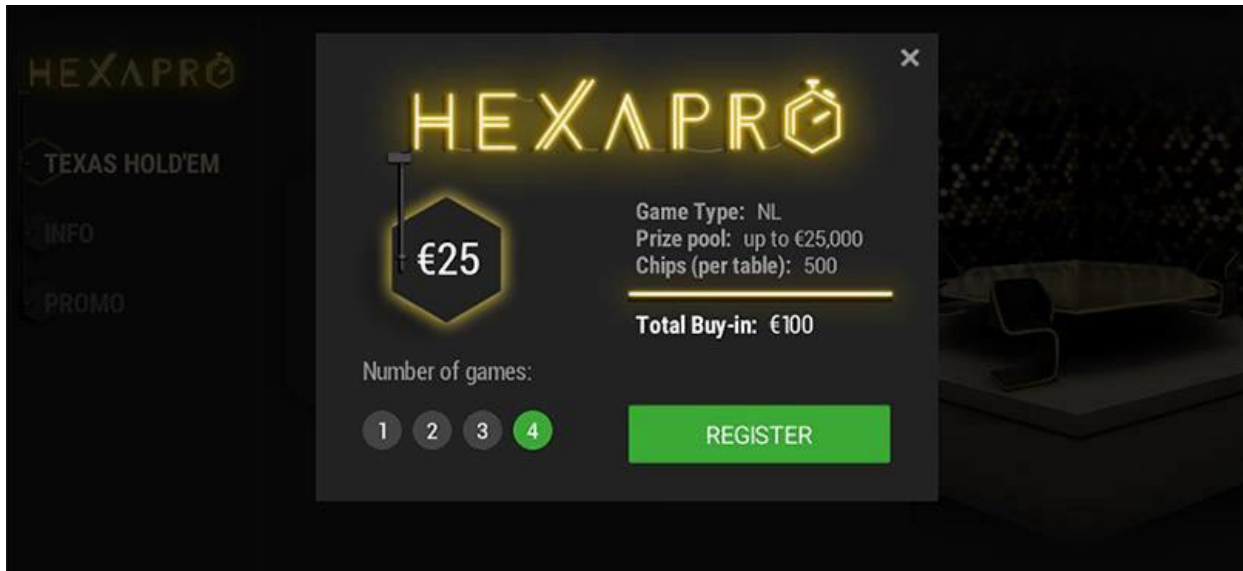 HEXAPRO
TEXAS HOLD'EM
INFO
PROMO
HEXAPRO
€25
Game Type: NL
Prize pool: up to €25,000
Chips (per table): 500
Total Buy-in: €100
Number of games:
1 2 3 4
REGISTER